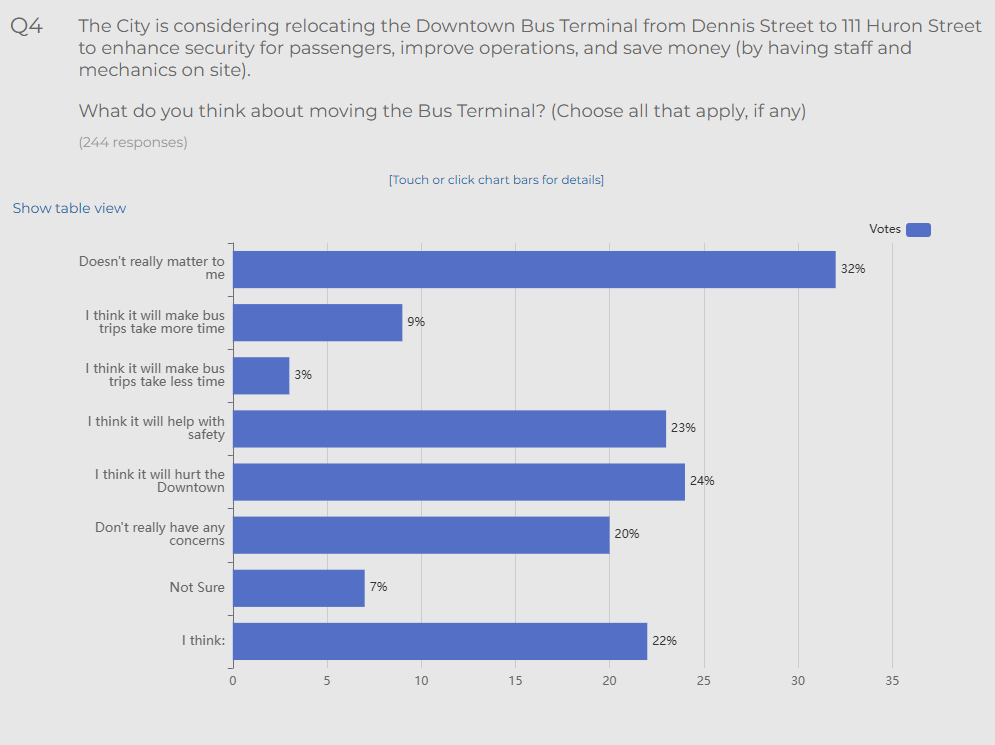 Q4
The City is considering relocating the Downtown Bus Terminal from Dennis Street to 111 Huron Street
to enhance security for passengers, improve operations, and save money (by having staff and
mechanics on site).
What do you think about moving the Bus Terminal? (Choose all that apply, if any)
(244 responses)
[Touch or click chart bars for details]
Show table view
Votes
Doesn't really matter to
me
32%
I think it will make bus
trips take more time
9%
I think it will make bus
trips take less time
3%
I think it will help with
safety
23%
I think it will hurt the
Downtown
24%
Don't really have any
concerns
20%
Not Sure
7%
I think:
22%
0 5 10 15 20 25 30 35